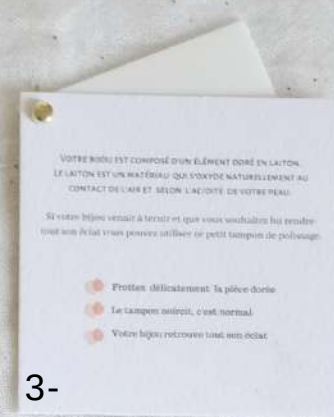 VOTRE BIJOU EST COMPOSÉ D'UN ÉLÉMENT DORÉ EN LAITON.
LE LAITON EST UN MATÉRIAU QUI S'OXYDE NATURELLEMENT AU
CONTACT DE L'AIR ET SELON L'ACIDITÉ DE VOTRE PEAU.
Si votre bijou venait à ternir et que vous souhaitez lui rendre
tout son éclat vous pouvez utiliser ce petit tampon de polissage.
Frottez délicatement la pièce dorée
Le tampon noircit, c'est normal
Votre bijou retrouve tout son éclat
3-